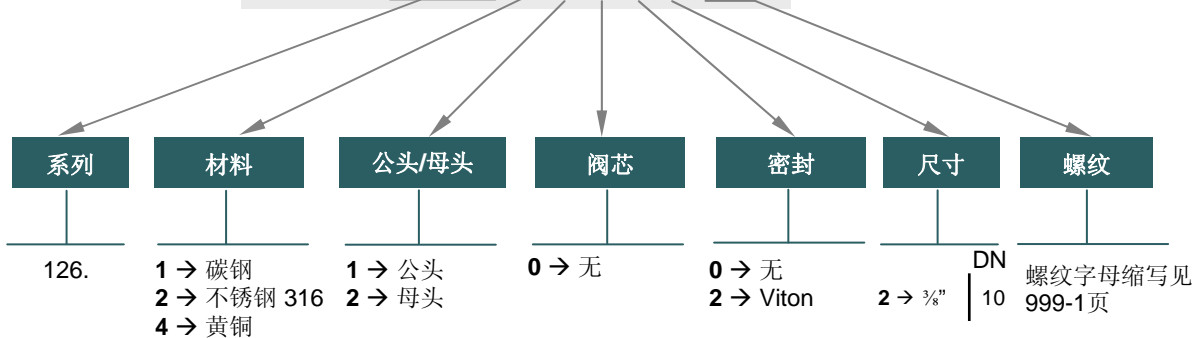 系列
材料
公头/母头
阀芯
密封
尺寸
螺纹
126.
1 → 碳钢
2 → 不锈钢 316
4 → 黄铜
1 → 公头
2 → 母头
0 → 无
0 → 无
2 → Viton
DN
2 → ⅜” 10
螺纹字母缩写见
999-1页